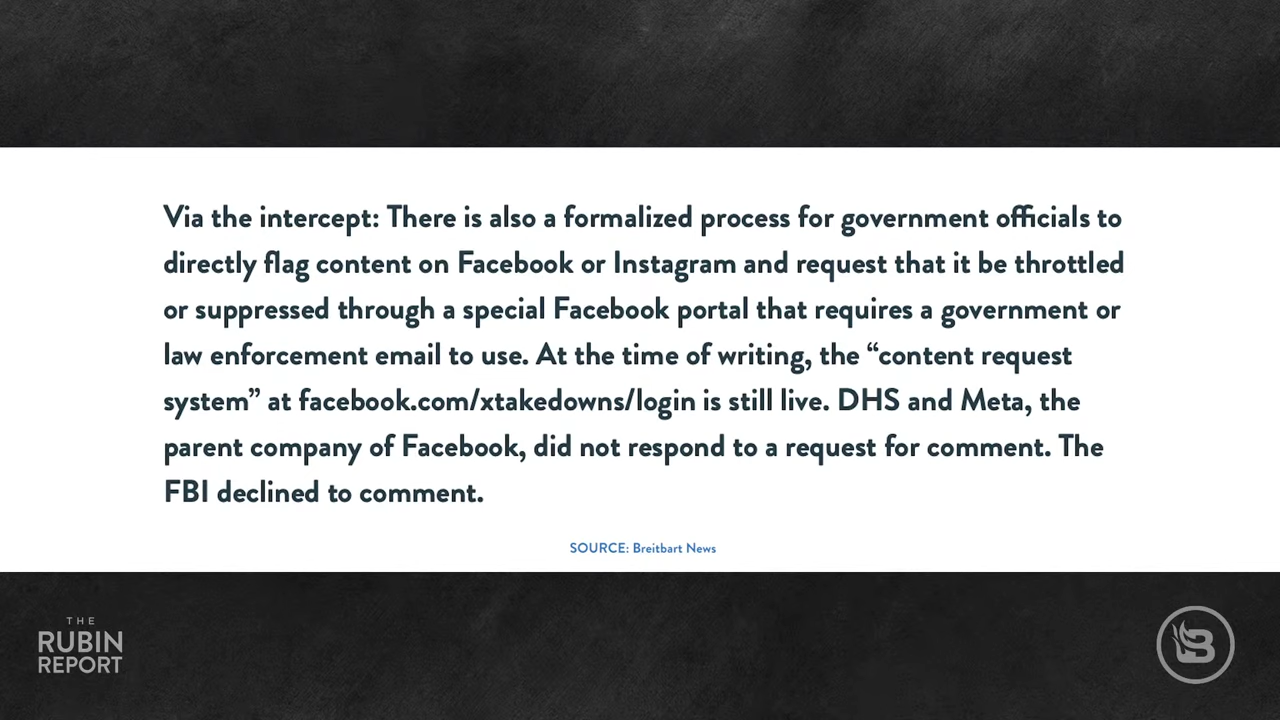 Via the intercept: There is also a formalized process for government officials to
directly flag content on Facebook or Instagram and request that it be throttled
or suppressed through a special Facebook portal that requires a government or
law enforcement email to use. At the time of writing, the “content request
system” at facebook.com/xtakedowns/login is still live. DHS and Meta, the
parent company of Facebook, did not respond to a request for comment. The
FBI declined to comment.
SOURCE: Breitbart News
THE
RUBIN
REPORT
B